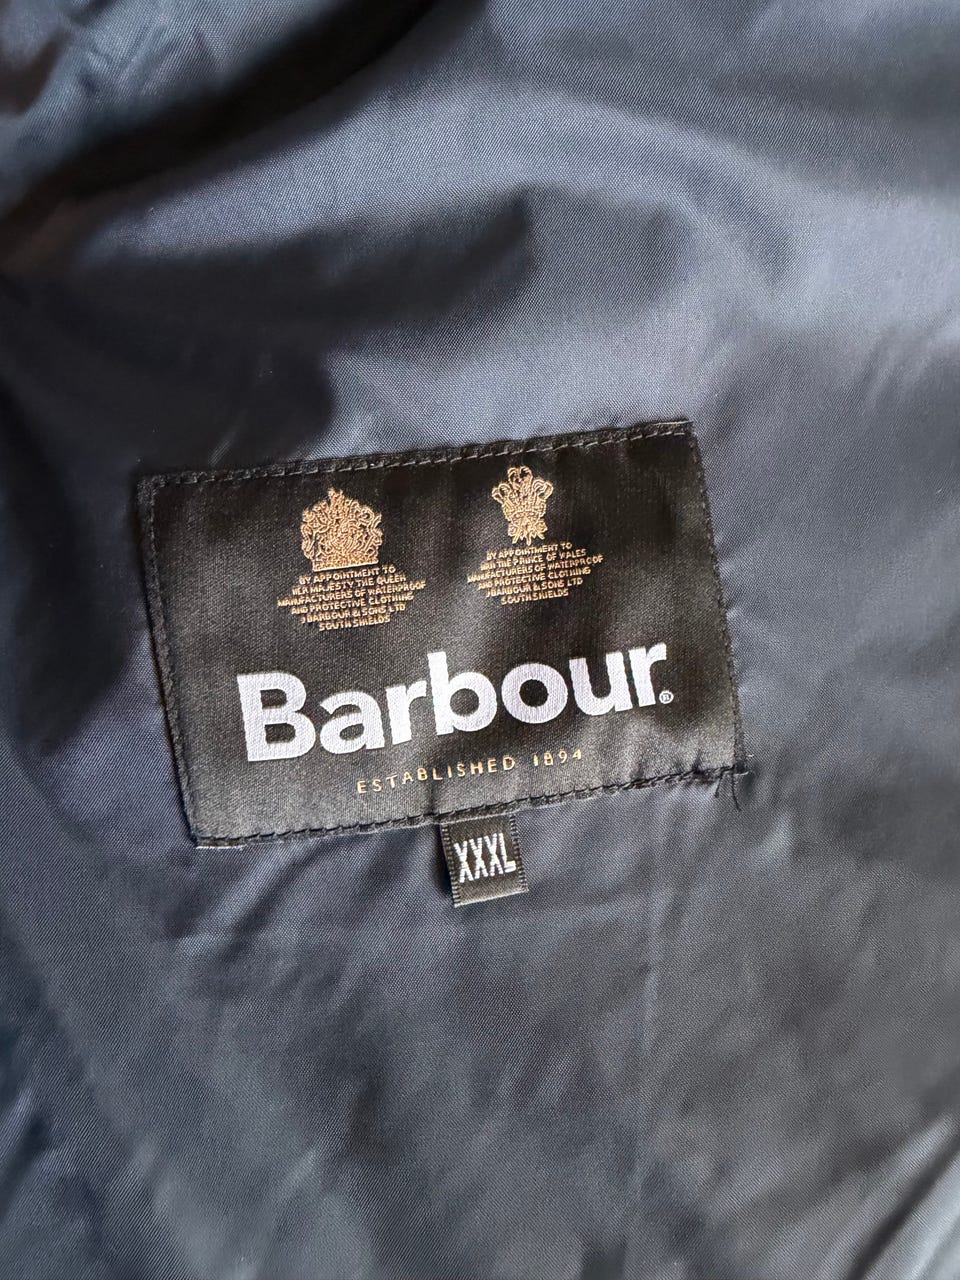 BY APPOINTMENT TO
HER MAJESTY THE QUEEN
MANUFACTURERS OF WATERPROOF
AND PROTECTIVE CLOTHING
J BARBOUR & SONS LTD
SOUTH SHIELDS
BY APPOINTMENT TO
HRH THE PRINCE OF WALES
MANUFACTURERS OF WATERPROOF
AND PROTECTIVE CLOTHING
J BARBOUR & SONS LTD
SOUTH SHIELDS
Barbour®
ESTABLISHED 1894
XXXL